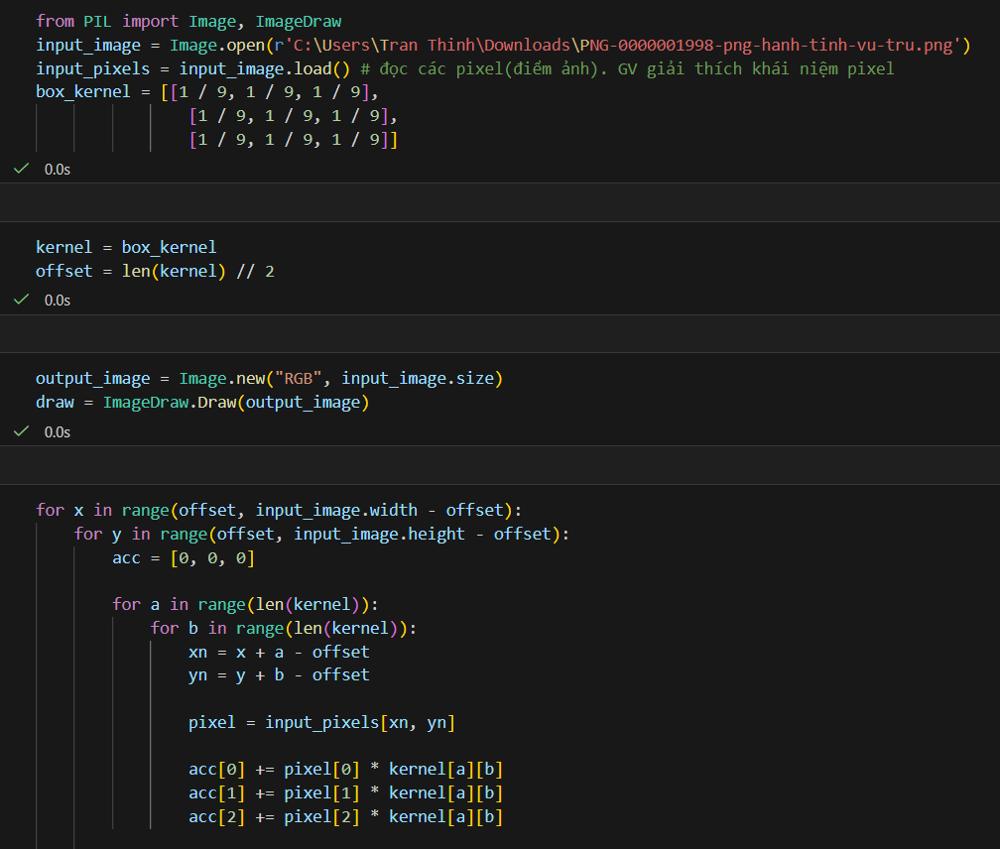 from PIL import Image, ImageDraw
input_image = Image.open(r'C:\Users\Tran Thinh\Downloads\PNG-0000001998-png-hanh-tinh-vu-tru.png')
input_pixels = input_image.load() # đọc các pixel(điểm ảnh). GV giải thích khái niệm pixel
box_kernel = [[1 / 9, 1 / 9, 1 / 9],
                [1 / 9, 1 / 9, 1 / 9],
                [1 / 9, 1 / 9, 1 / 9]]
0.0s
kernel = box_kernel
offset = len(kernel) // 2
0.0s
output_image = Image.new("RGB", input_image.size)
draw = ImageDraw.Draw(output_image)
0.0s
for x in range(offset, input_image.width - offset):
    for y in range(offset, input_image.height - offset):
        acc = [0, 0, 0]
        for a in range(len(kernel)):
            for b in range(len(kernel)):
                xn = x + a - offset
                yn = y + b - offset
                pixel = input_pixels[xn, yn]
                acc[0] += pixel[0] * kernel[a][b]
                acc[1] += pixel[1] * kernel[a][b]
                acc[2] += pixel[2] * kernel[a][b]